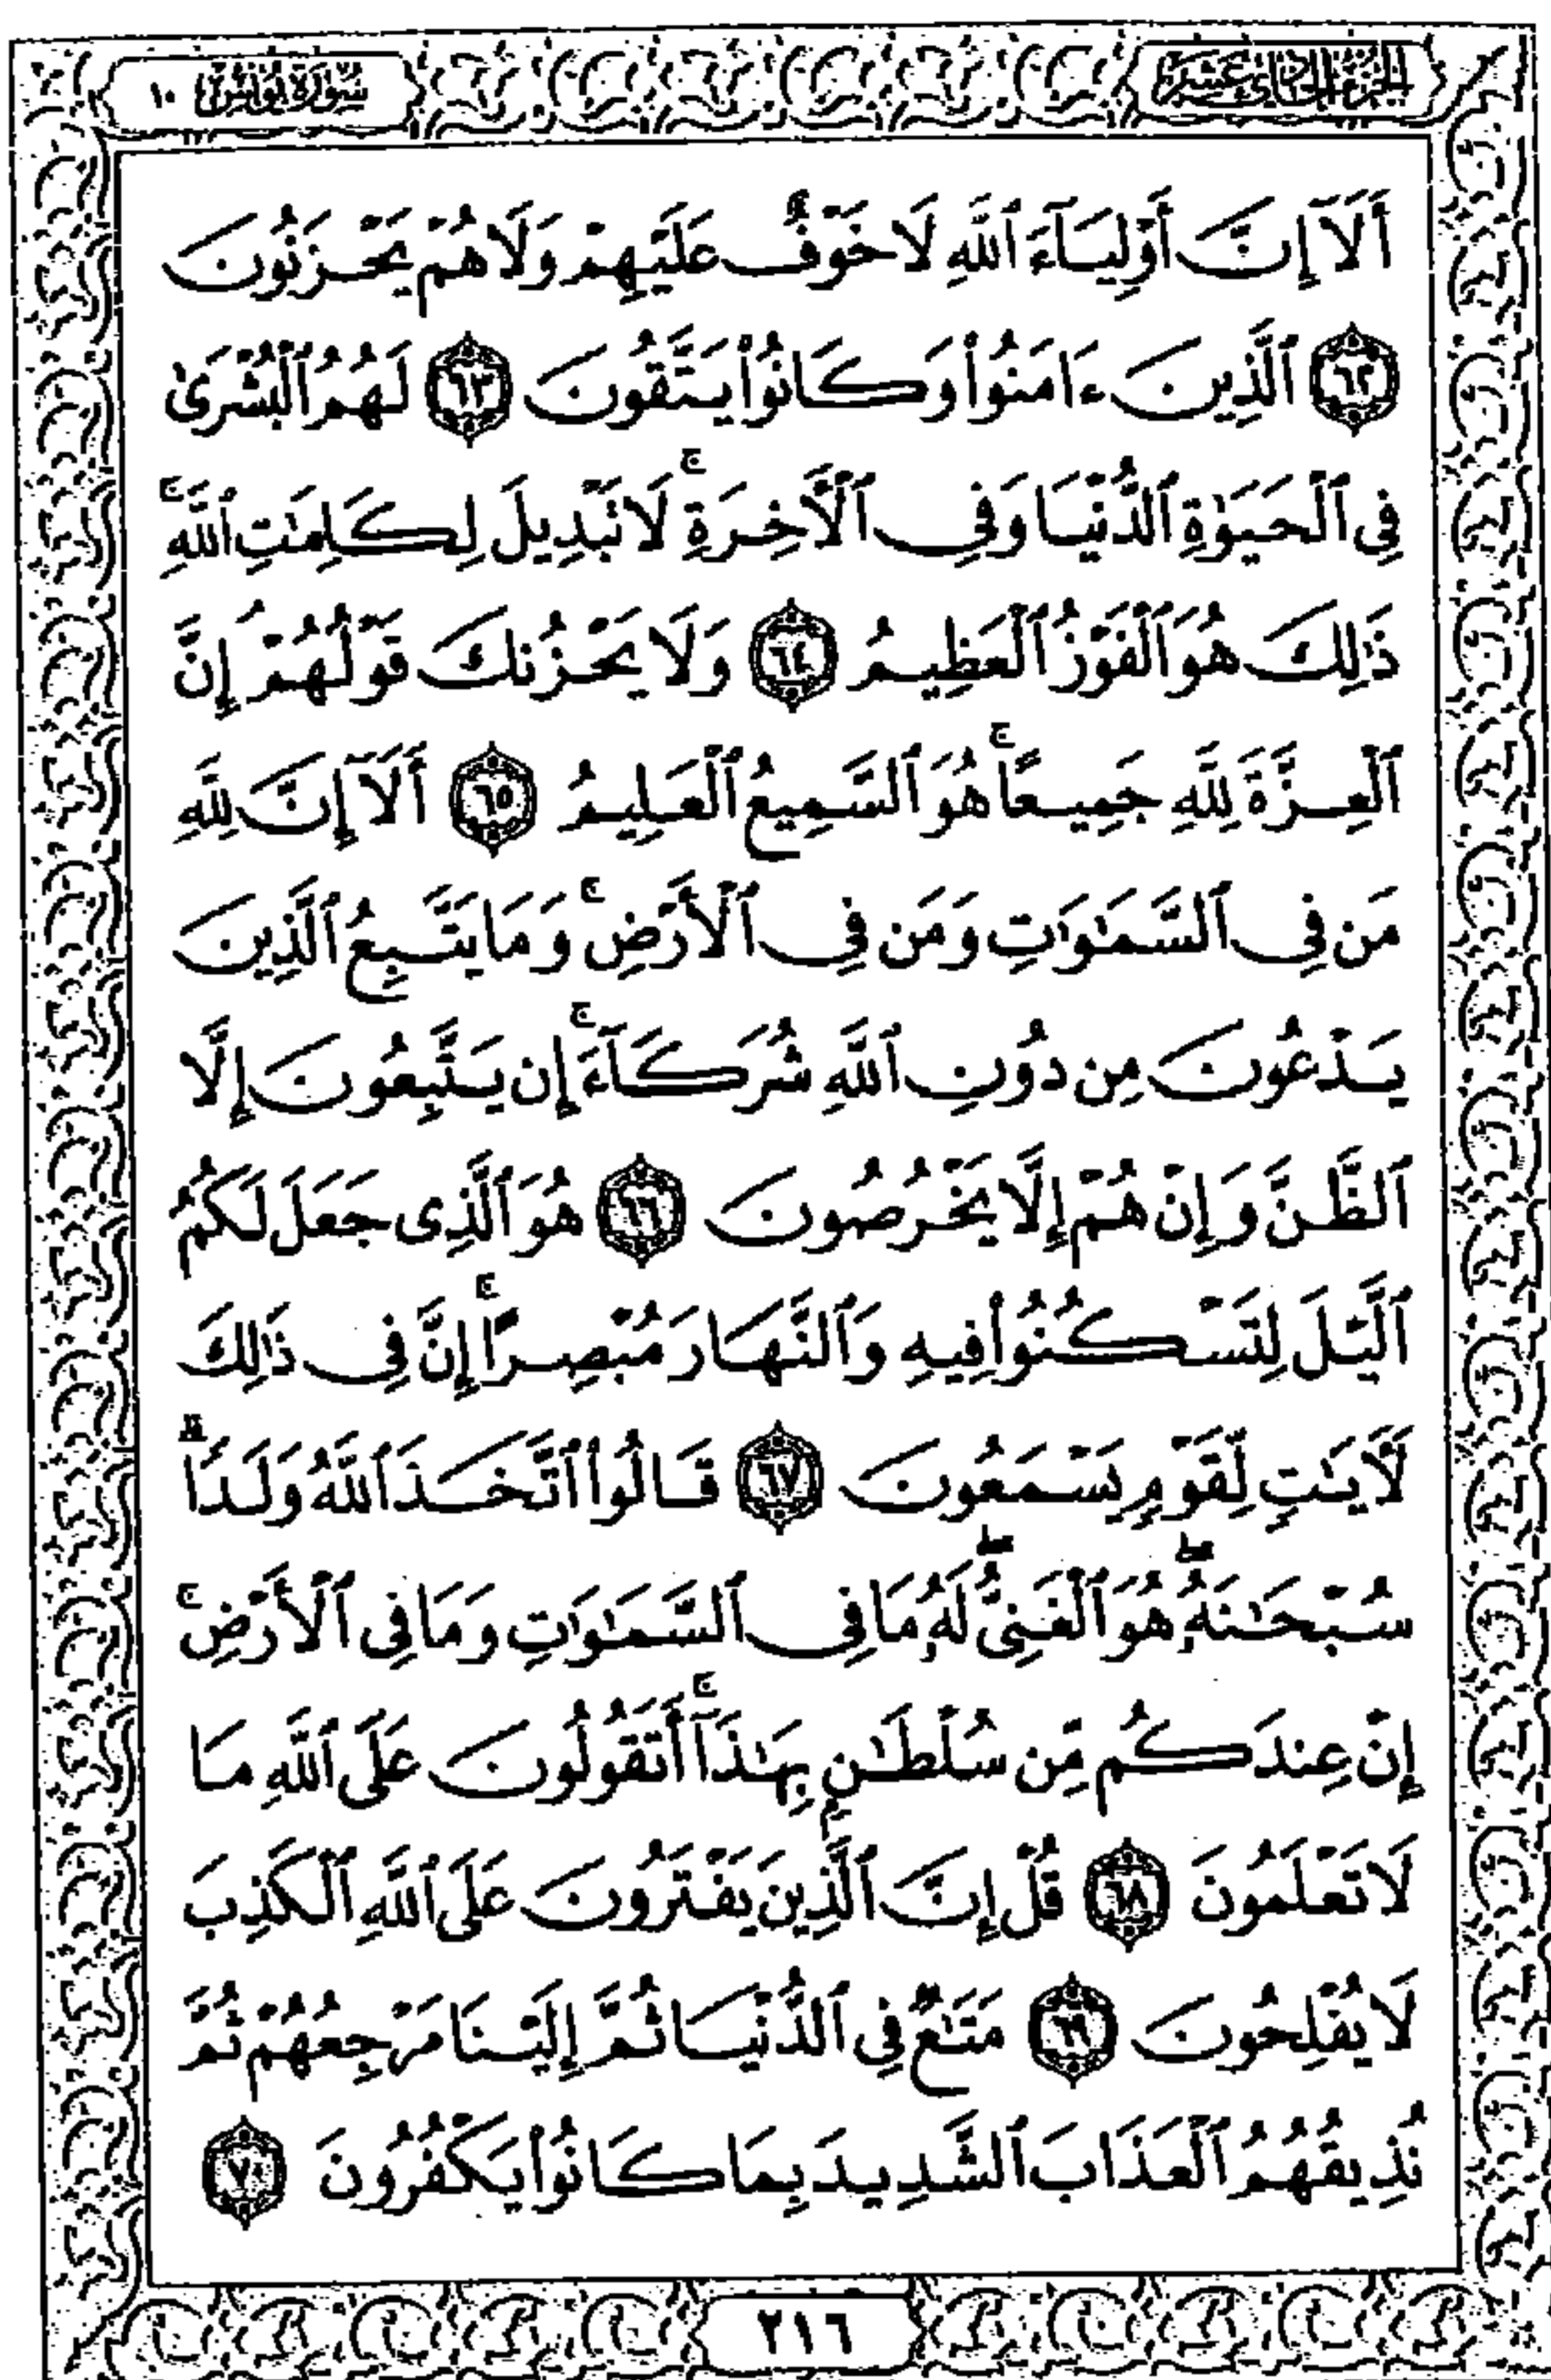 الجزء الحادي عشر
سورة يونس ١٠
أَلَآ إِنَّ أَوْلِيَآءَ ٱللَّهِ لَا خَوْفٌ عَلَيْهِمْ وَلَا هُمْ يَحْزَنُونَ
٦٢ ٱلَّذِينَ ءَامَنُوا۟ وَكَانُوا۟ يَتَّقُونَ ٦٣ لَهُمُ ٱلْبُشْرَىٰ
فِى ٱلْحَيَوٰةِ ٱلدُّنْيَا وَفِى ٱلْءَاخِرَةِ ۚ لَا تَبْدِيلَ لِكَلِمَٰتِ ٱللَّهِ ۚ
ذَٰلِكَ هُوَ ٱلْفَوْزُ ٱلْعَظِيمُ ٦٤ وَلَا يَحْزُنكَ قَوْلُهُمْ ۘ إِنَّ
ٱلْعِزَّةَ لِلَّهِ جَمِيعًا ۚ هُوَ ٱلسَّمِيعُ ٱلْعَلِيمُ ٦٥ أَلَآ إِنَّ لِلَّهِ
مَن فِى ٱلسَّمَٰوَٰتِ وَمَن فِى ٱلْأَرْضِ ۗ وَمَا يَتَّبِعُ ٱلَّذِينَ
يَدْعُونَ مِن دُونِ ٱللَّهِ شُرَكَآءَ ۚ إِن يَتَّبِعُونَ إِلَّا
ٱلظَّنَّ وَإِنْ هُمْ إِلَّا يَخْرُصُونَ ٦٦ هُوَ ٱلَّذِى جَعَلَ لَكُمُ
ٱلَّيْلَ لِتَسْكُنُوا۟ فِيهِ وَٱلنَّهَارَ مُبْصِرًا ۚ إِنَّ فِى ذَٰلِكَ
لَءَايَٰتٍ لِّقَوْمٍ يَسْمَعُونَ ٦٧ قَالُوا۟ ٱتَّخَذَ ٱللَّهُ وَلَدًا ۗ
سُبْحَٰنَهُۥ ۖ هُوَ ٱلْغَنِىُّ ۖ لَهُۥ مَا فِى ٱلسَّمَٰوَٰتِ وَمَا فِى ٱلْأَرْضِ ۚ
إِنْ عِندَكُم مِّن سُلْطَٰنٍۭ بِهَٰذَآ ۚ أَتَقُولُونَ عَلَى ٱللَّهِ مَا
لَا تَعْلَمُونَ ٦٨ قُلْ إِنَّ ٱلَّذِينَ يَفْتَرُونَ عَلَى ٱللَّهِ ٱلْكَذِبَ
لَا يُفْلِحُونَ ٦٩ مَتَٰعٌ فِى ٱلدُّنْيَا ثُمَّ إِلَيْنَا مَرْجِعُهُمْ ثُمَّ
نُذِيقُهُمُ ٱلْعَذَابَ ٱلشَّدِيدَ بِمَا كَانُوا۟ يَكْفُرُونَ ٧٠
٢١٦